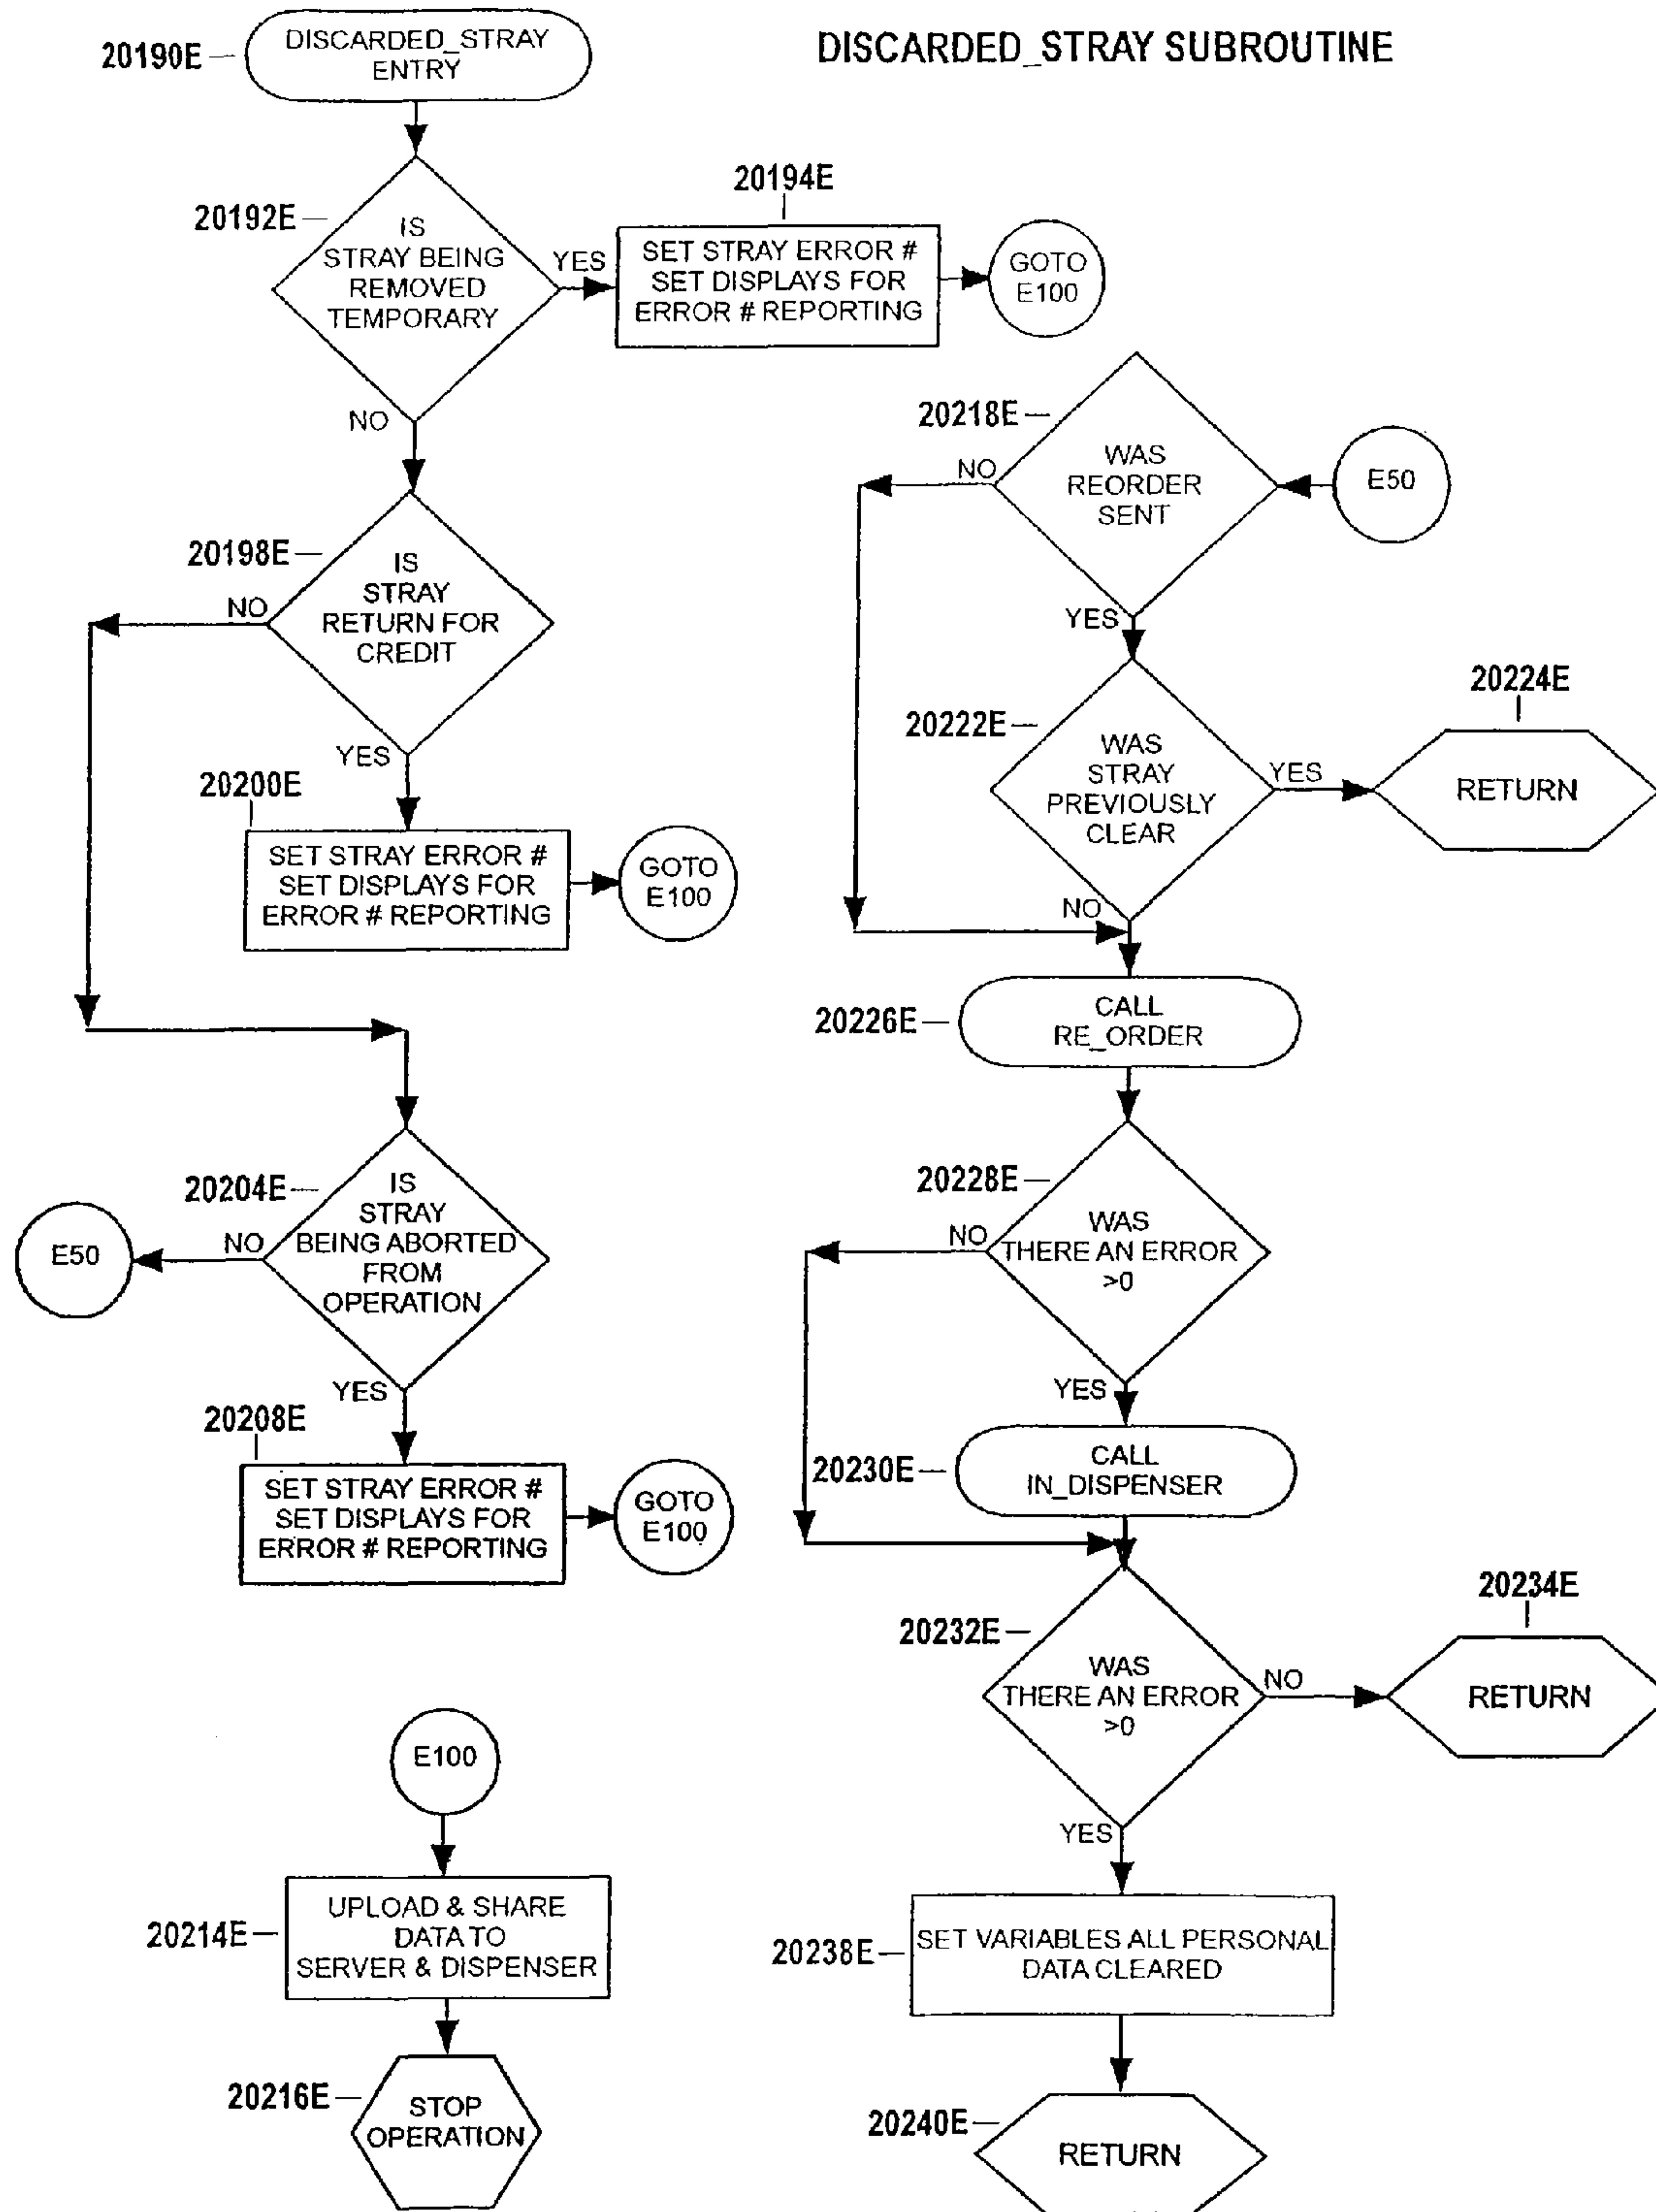 DISCARDED_STRAY SUBROUTINE
20190E
DISCARDED_STRAY
ENTRY
20192E
IS
STRAY BEING
REMOVED
TEMPORARY
YES
NO
20194E
SET STRAY ERROR #
SET DISPLAYS FOR
ERROR # REPORTING
GOTO
E100
20198E
IS
STRAY
RETURN FOR
CREDIT
NO
YES
20200E
SET STRAY ERROR #
SET DISPLAYS FOR
ERROR # REPORTING
GOTO
E100
20204E
IS
STRAY
BEING ABORTED
FROM
OPERATION
NO
E50
YES
20208E
SET STRAY ERROR #
SET DISPLAYS FOR
ERROR # REPORTING
GOTO
E100
E100
20214E
UPLOAD & SHARE
DATA TO
SERVER & DISPENSER
20216E
STOP
OPERATION
20218E
WAS
REORDER
SENT
E50
NO
YES
20222E
WAS
STRAY
PREVIOUSLY
CLEAR
YES
20224E
RETURN
NO
20226E
CALL
RE_ORDER
20228E
WAS
THERE AN ERROR
>0
NO
YES
20230E
CALL
IN_DISPENSER
20232E
WAS
THERE AN ERROR
>0
NO
20234E
RETURN
YES
20238E
SET VARIABLES ALL PERSONAL
DATA CLEARED
20240E
RETURN